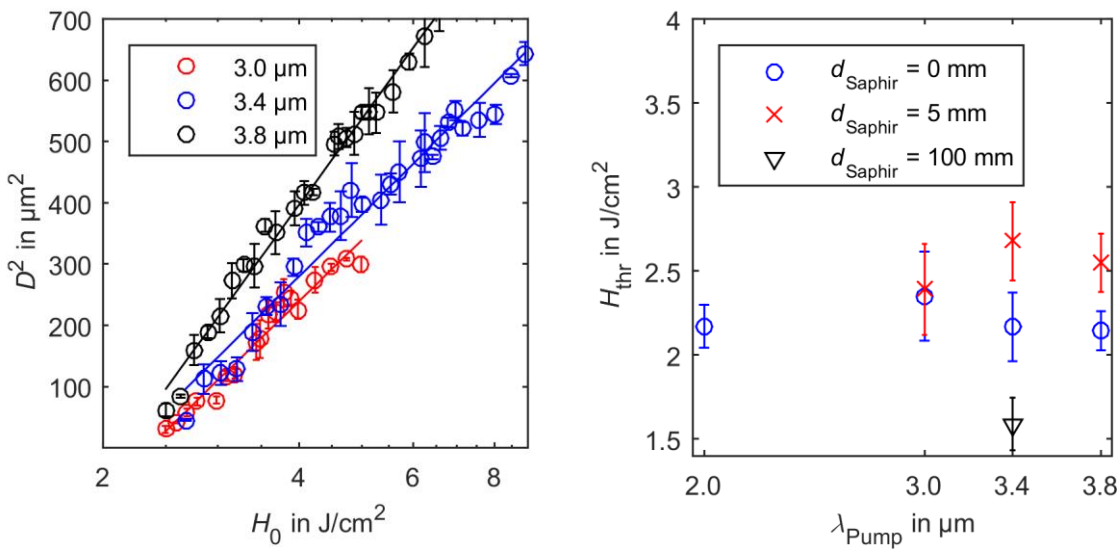 700
600
500
400
300
200
100
2
4
6
8
D² in µm²
H₀ in J/cm²
3.0 µm
3.4 µm
3.8 µm
4
3.5
3
2.5
2
1.5
2.0
3.0
3.4
3.8
H_thr in J/cm²
λ_Pump in µm
d_Saphir = 0 mm
d_Saphir = 5 mm
d_Saphir = 100 mm